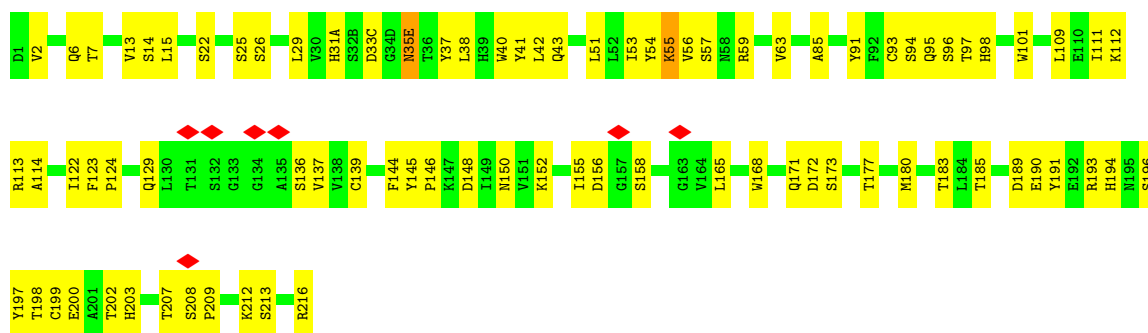 D1 V2 Q6 T7 V13 S14 L15 S22 S25 S26 L29 V30 H31A S32B D33C G34D N35E T36 Y37 L38 H39 W40 Y41 L42 Q43 L51 L52 I53 Y54 K55 V56 S57 N58 R59 V63 A85 Y91 F92 C93 S94 Q95 S96 T97 H98 W101 L109 E110 I111 K112
R113 A114 I122 F123 P124 Q129 L130 T131 S132 G133 G134 A135 S136 V137 V138 C139 F144 Y145 P146 K147 D148 I149 N150 V151 K152 I155 D156 G157 S158 G163 V164 L165 W168 Q171 D172 S173 T177 M180 T183 L184 T185 D189 E190 Y191 E192 R193 H194 N195 S196
Y197 T198 C199 E200 A201 T202 H203 T207 S208 P209 K212 S213 R216